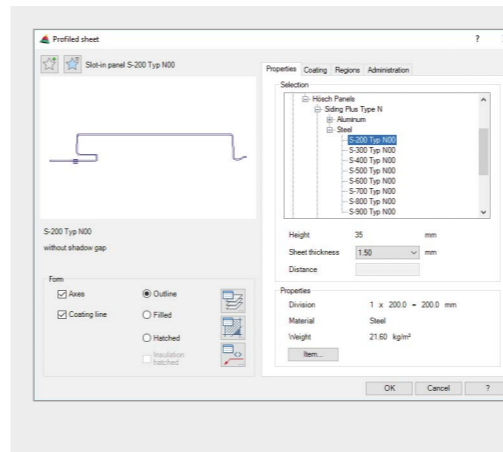 Profiled sheet
?
Slot-in panel S-200 Typ N00
Properties Coating Regions Administration
Selection
Hösch Panels
Siding Plus Type N
Aluminum
Steel
S-200 Typ N00
S-300 Typ N00
S-400 Typ N00
S-500 Typ N00
S-600 Typ N00
S-700 Typ N00
S-800 Typ N00
S-900 Typ N00
S-200 Typ N00
without shadow gap
Height 35 mm
Sheet thickness 1.50 mm
Distance
Form
Axes
Coating line
Outline
Filled
Hatched
Insulation
hatched
Properties
Division 1 x 200.0 = 200.0 mm
Material Steel
Weight 21.60 kg/m²
Item...
OK Cancel ?